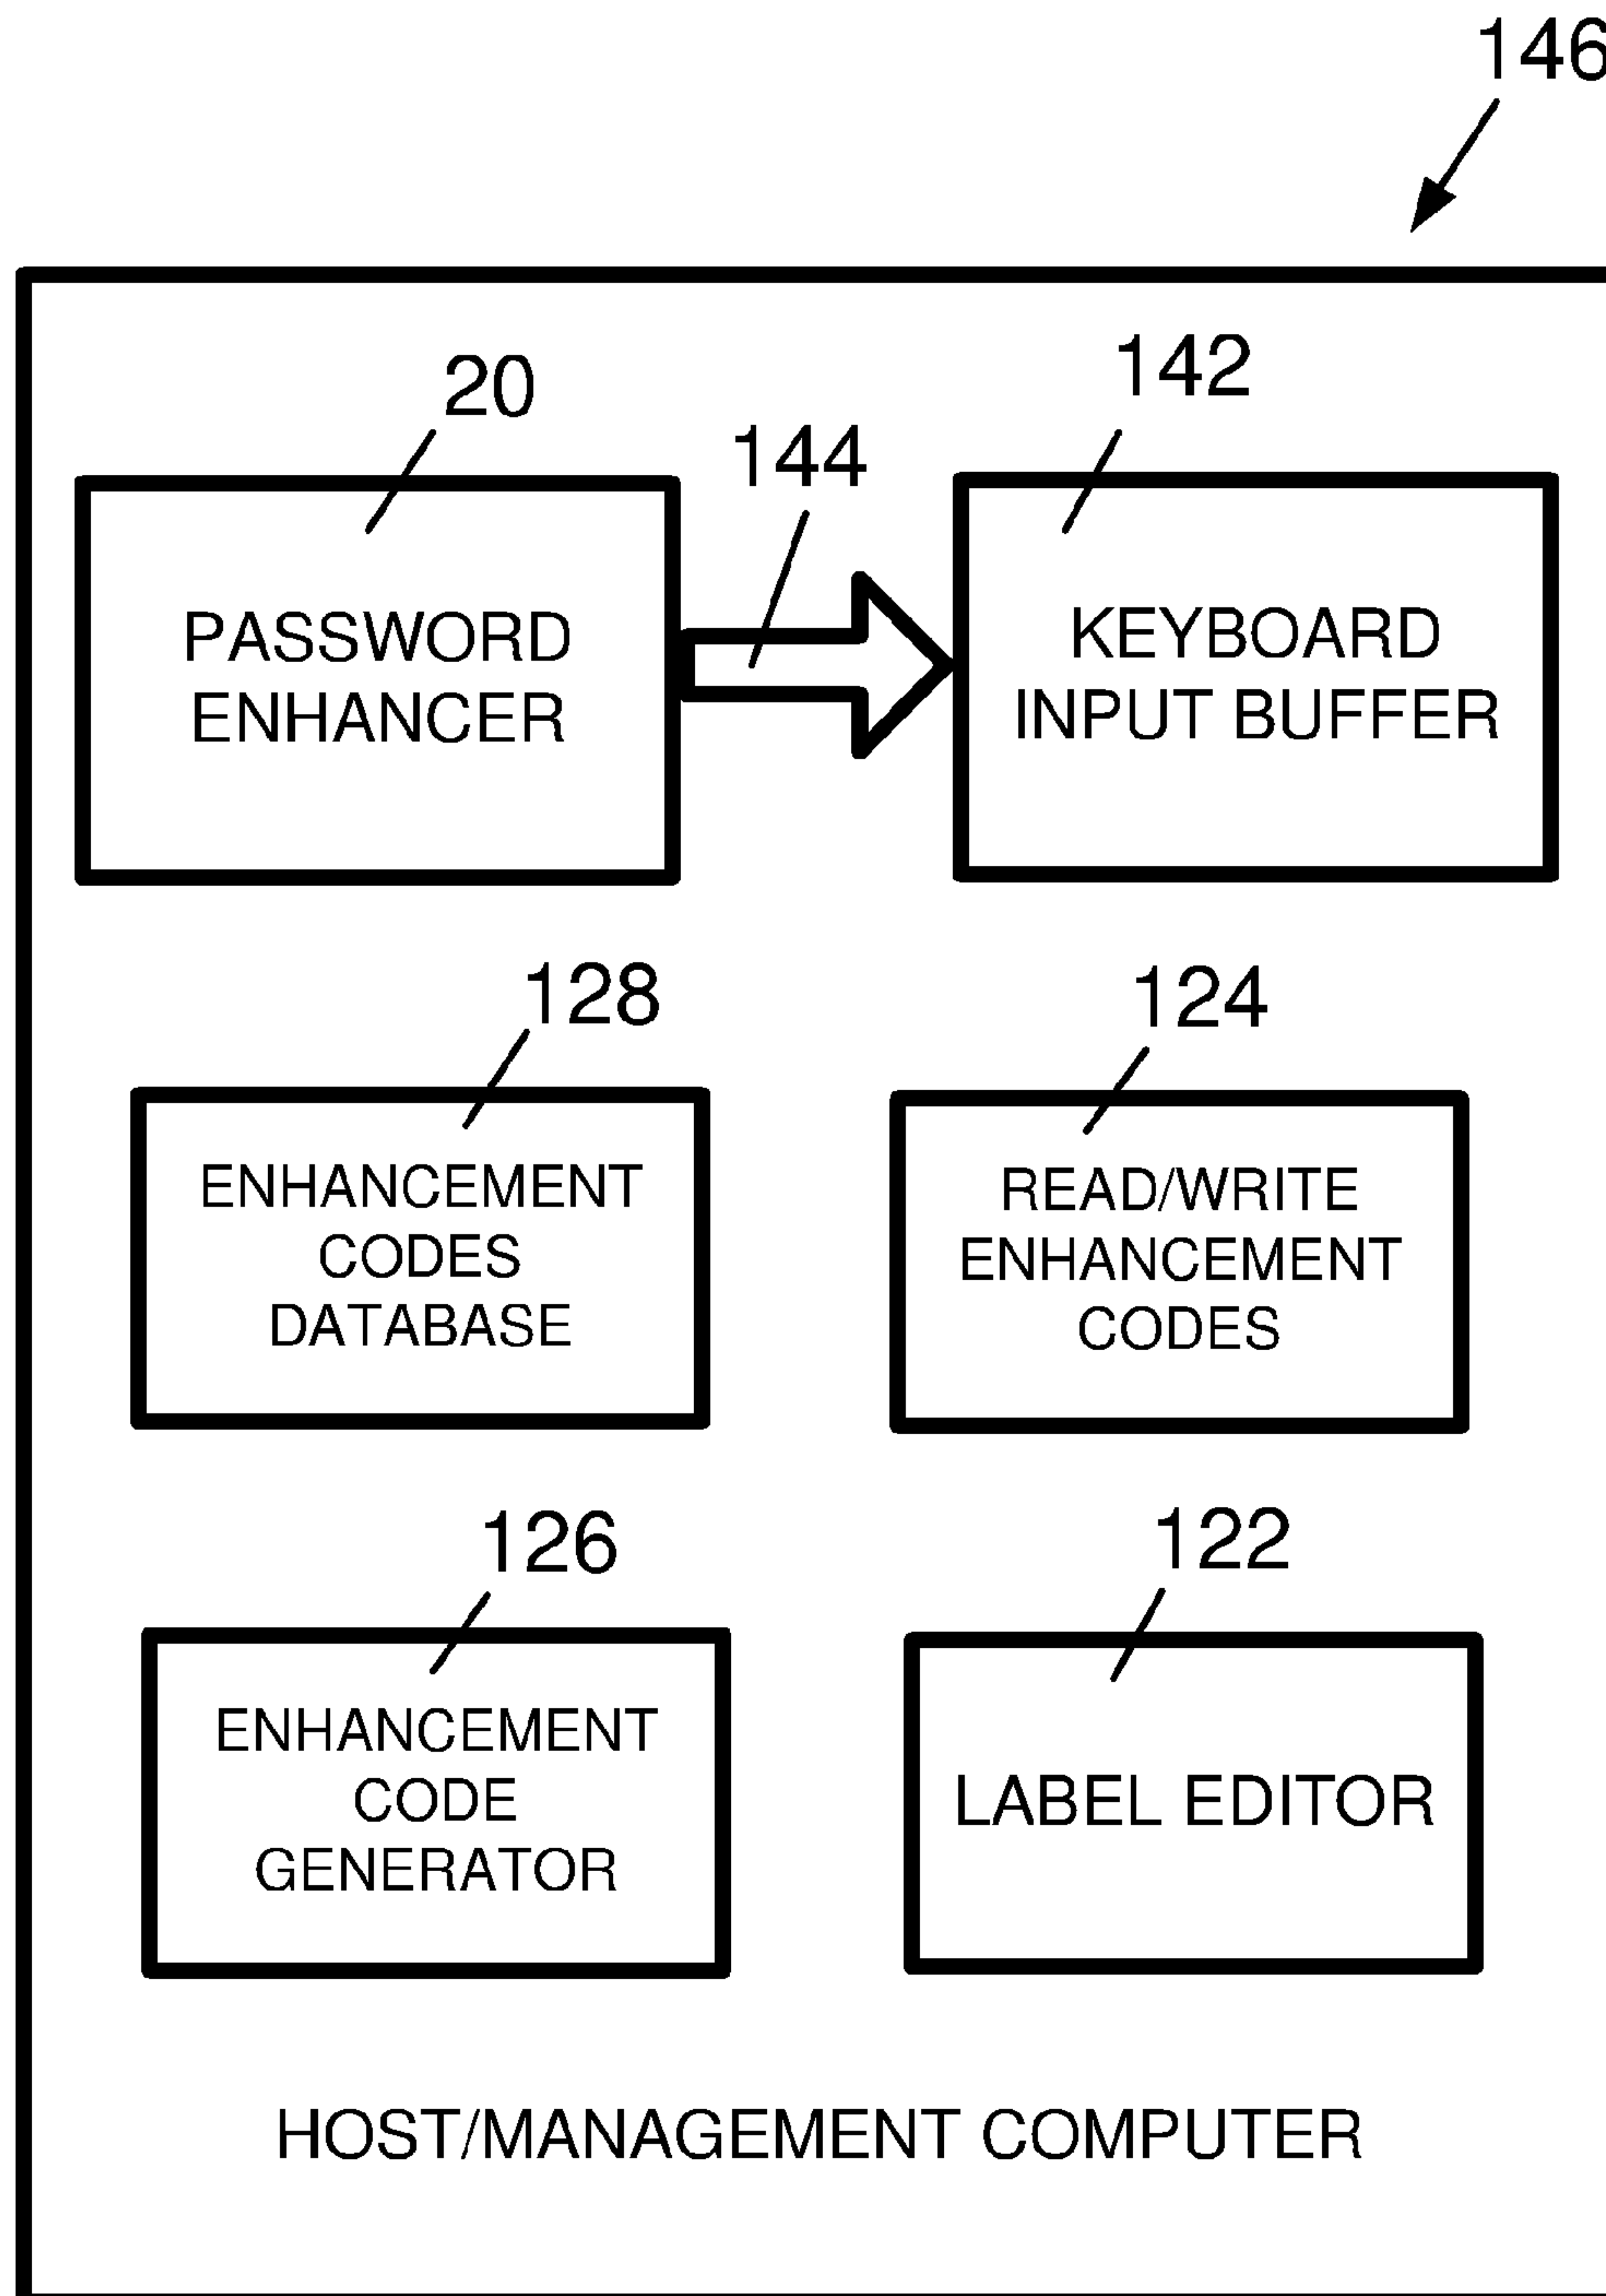 146
20
144
142
PASSWORD
ENHANCER
KEYBOARD
INPUT BUFFER
128
124
ENHANCEMENT
CODES
DATABASE
READ/WRITE
ENHANCEMENT
CODES
126
122
ENHANCEMENT
CODE
GENERATOR
LABEL EDITOR
HOST/MANAGEMENT COMPUTER